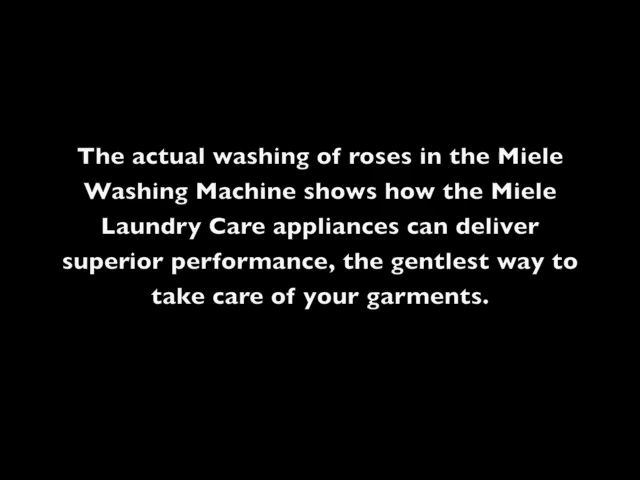 The actual washing of roses in the Miele
Washing Machine shows how the Miele
Laundry Care appliances can deliver
superior performance, the gentlest way to
take care of your garments.